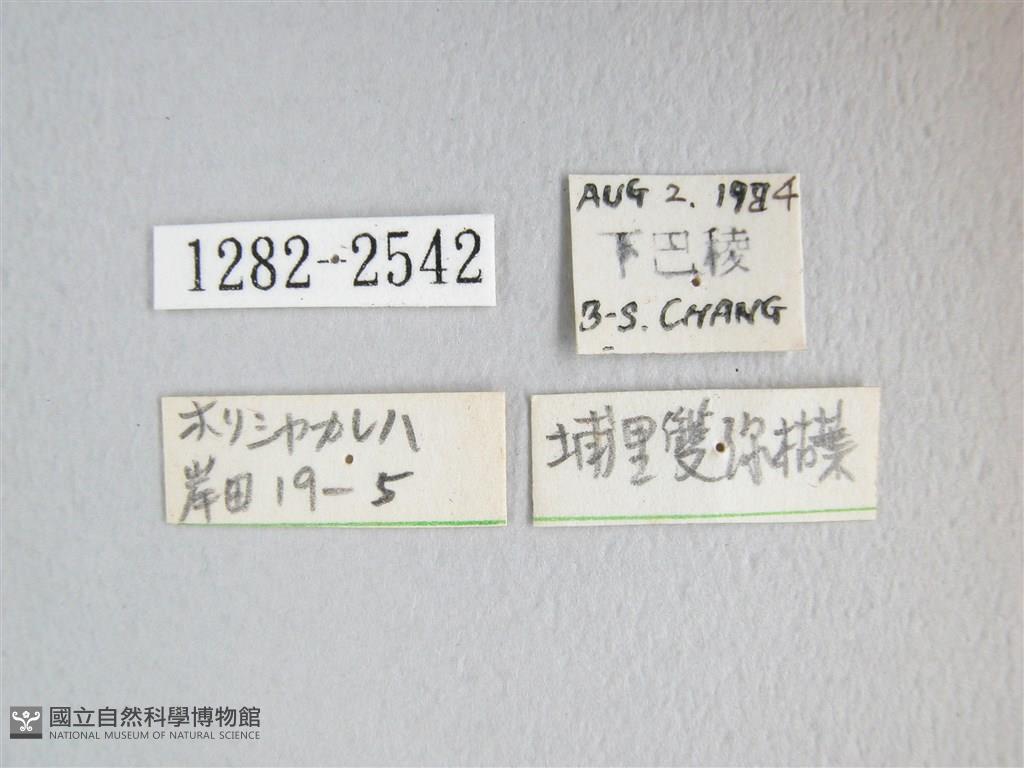 1282-2542
AUG 2. 1984
下巴稜
B-S. CHANG
ホリシャカレハ
岸田 19-5
埔里雙珎枯葉
國立自然科學博物館
NATIONAL MUSEUM OF NATURAL SCIENCE